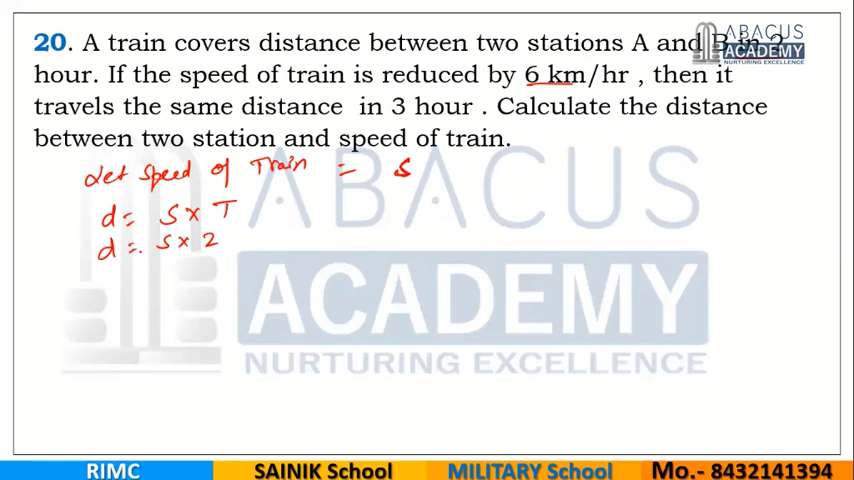 20. A train covers distance between two stations A and B in 2
hour. If the speed of train is reduced by 6 km/hr , then it
travels the same distance in 3 hour . Calculate the distance
between two station and speed of train.
Let speed of Train = S
d = S × T
d = S × 2
ABACUS
ACADEMY
NURTURING EXCELLENCE
ABACUS
ACADEMY
NURTURING EXCELLENCE
RIMC SAINIK School MILITARY School Mo.- 8432141394